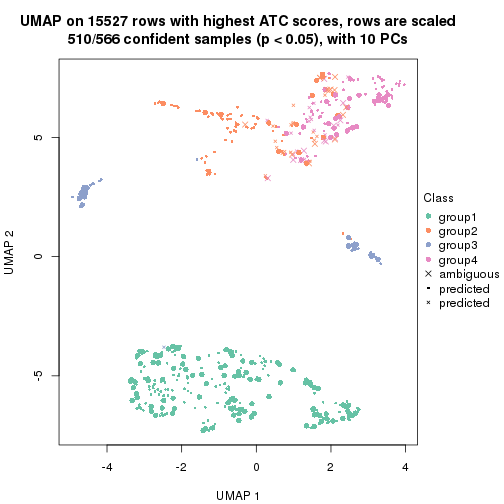 UMAP on 15527 rows with highest ATC scores, rows are scaled
510/566 confident samples (p < 0.05), with 10 PCs
5
0
-5
UMAP 2
-4
-2
0
2
4
UMAP 1
Class
group1
group2
group3
group4
ambiguous
predicted
predicted